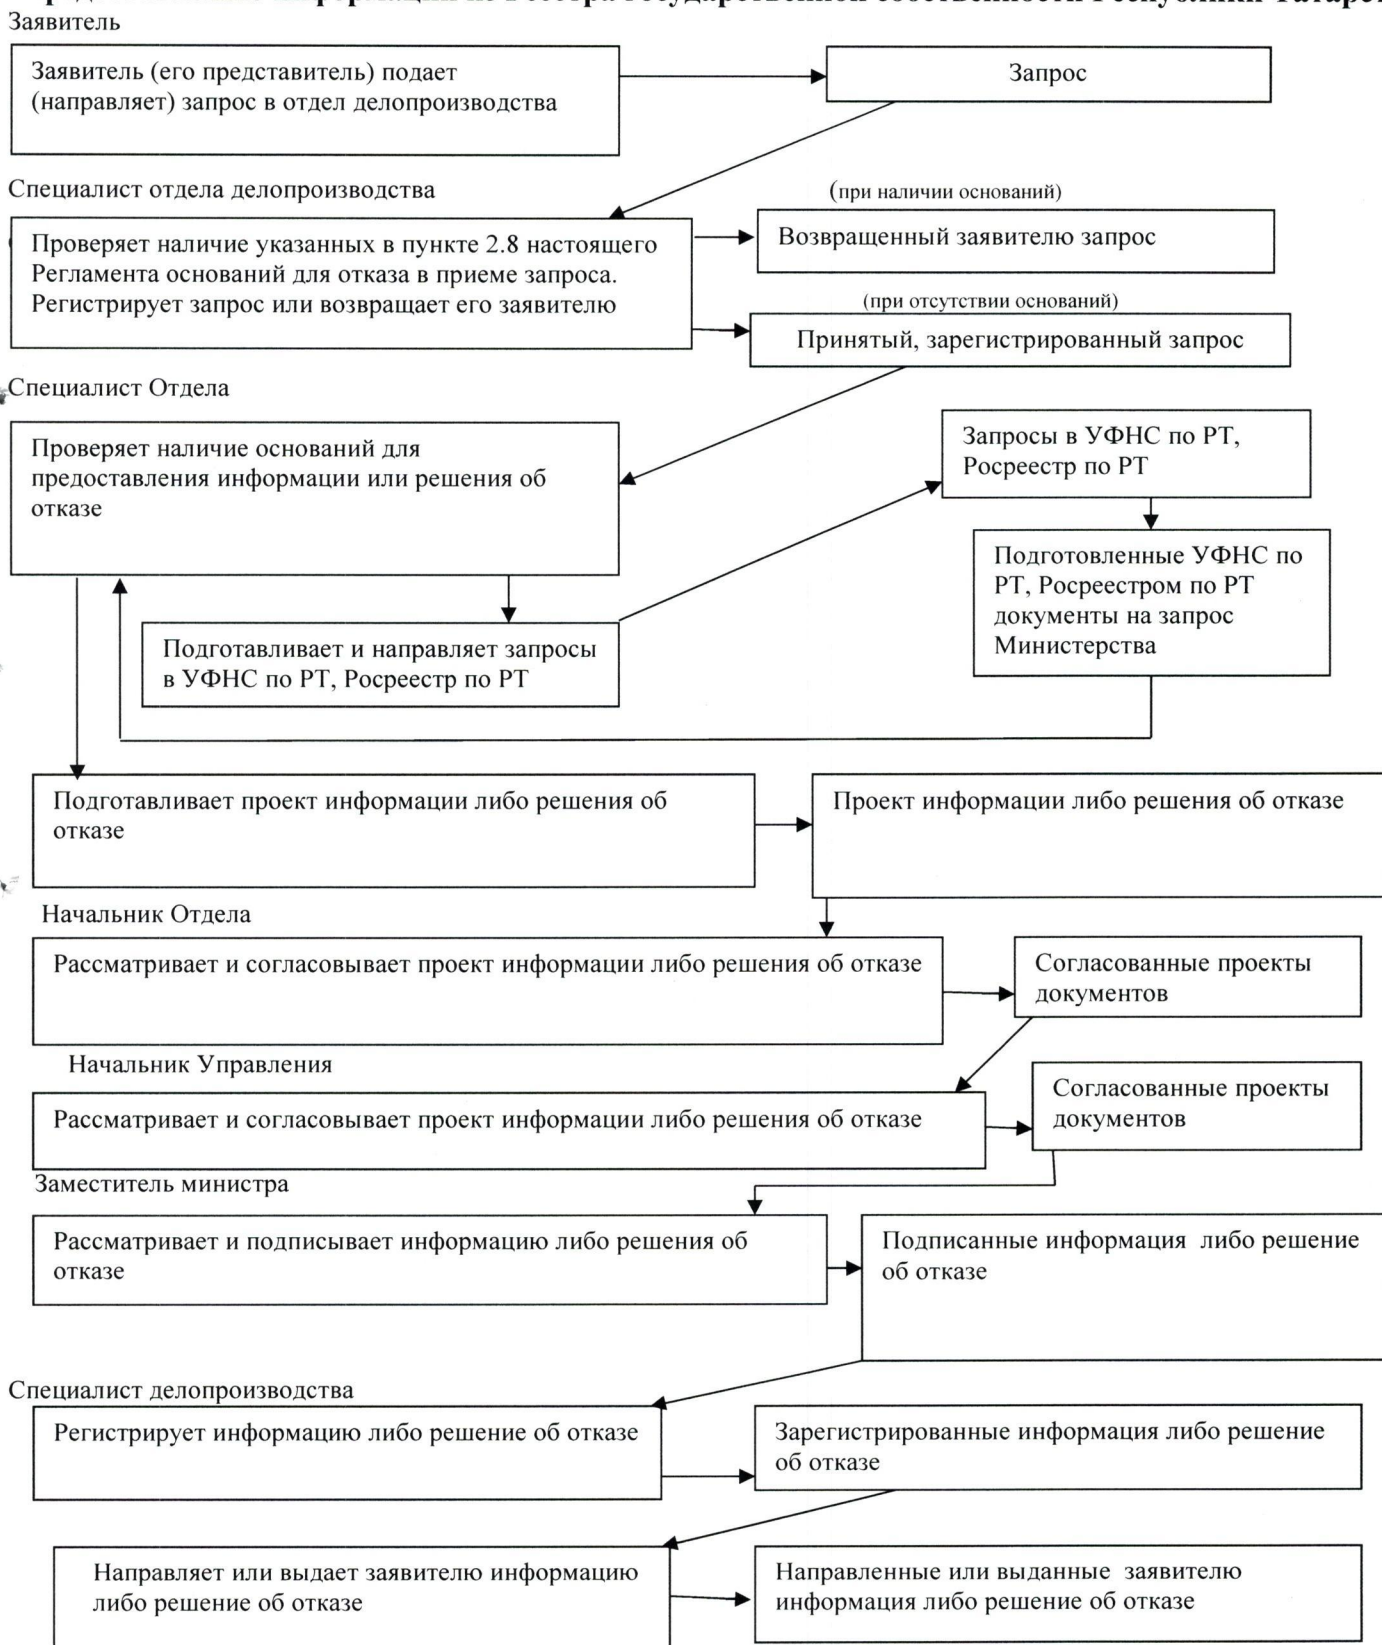 Заявитель
Заявитель (его представитель) подает
(направляет) запрос в отдел делопроизводства
Запрос
Специалист отдела делопроизводства
(при наличии оснований)
Проверяет наличие указанных в пункте 2.8 настоящего
Регламента оснований для отказа в приеме запроса.
Регистрирует запрос или возвращает его заявителю
Возвращенный заявителю запрос
(при отсутствии оснований)
Принятый, зарегистрированный запрос
Специалист Отдела
Проверяет наличие оснований для
предоставления информации или решения об
отказе
Запросы в УФНС по РТ,
Росреестр по РТ
Подготовленные УФНС по
РТ, Росреестром по РТ
документы на запрос
Министерства
Подготавливает и направляет запросы
в УФНС по РТ, Росреестр по РТ
Подготавливает проект информации либо решения об
отказе
Проект информации либо решения об отказе
Начальник Отдела
Рассматривает и согласовывает проект информации либо решения об отказе
Согласованные проекты
документов
Начальник Управления
Рассматривает и согласовывает проект информации либо решения об отказе
Согласованные проекты
документов
Заместитель министра
Рассматривает и подписывает информацию либо решения об
отказе
Подписанные информация либо решение
об отказе
Специалист делопроизводства
Регистрирует информацию либо решение об отказе
Зарегистрированные информация либо решение
об отказе
Направляет или выдает заявителю информацию
либо решение об отказе
Направленные или выданные заявителю
информация либо решение об отказе